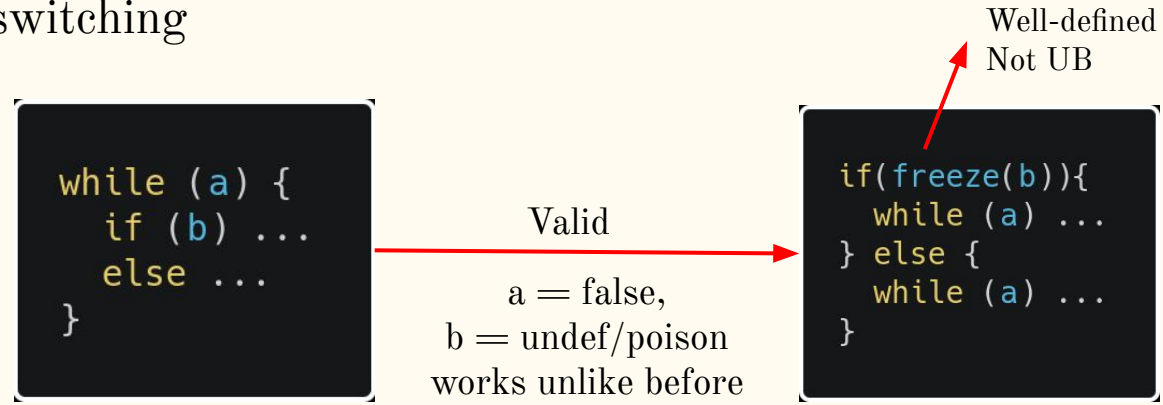 switching
Well-defined
Not UB
while (a) {
  if (b) ...
  else ...
}
Valid
a = false,
b = undef/poison
works unlike before
if(freeze(b)){
  while (a) ...
} else {
  while (a) ...
}